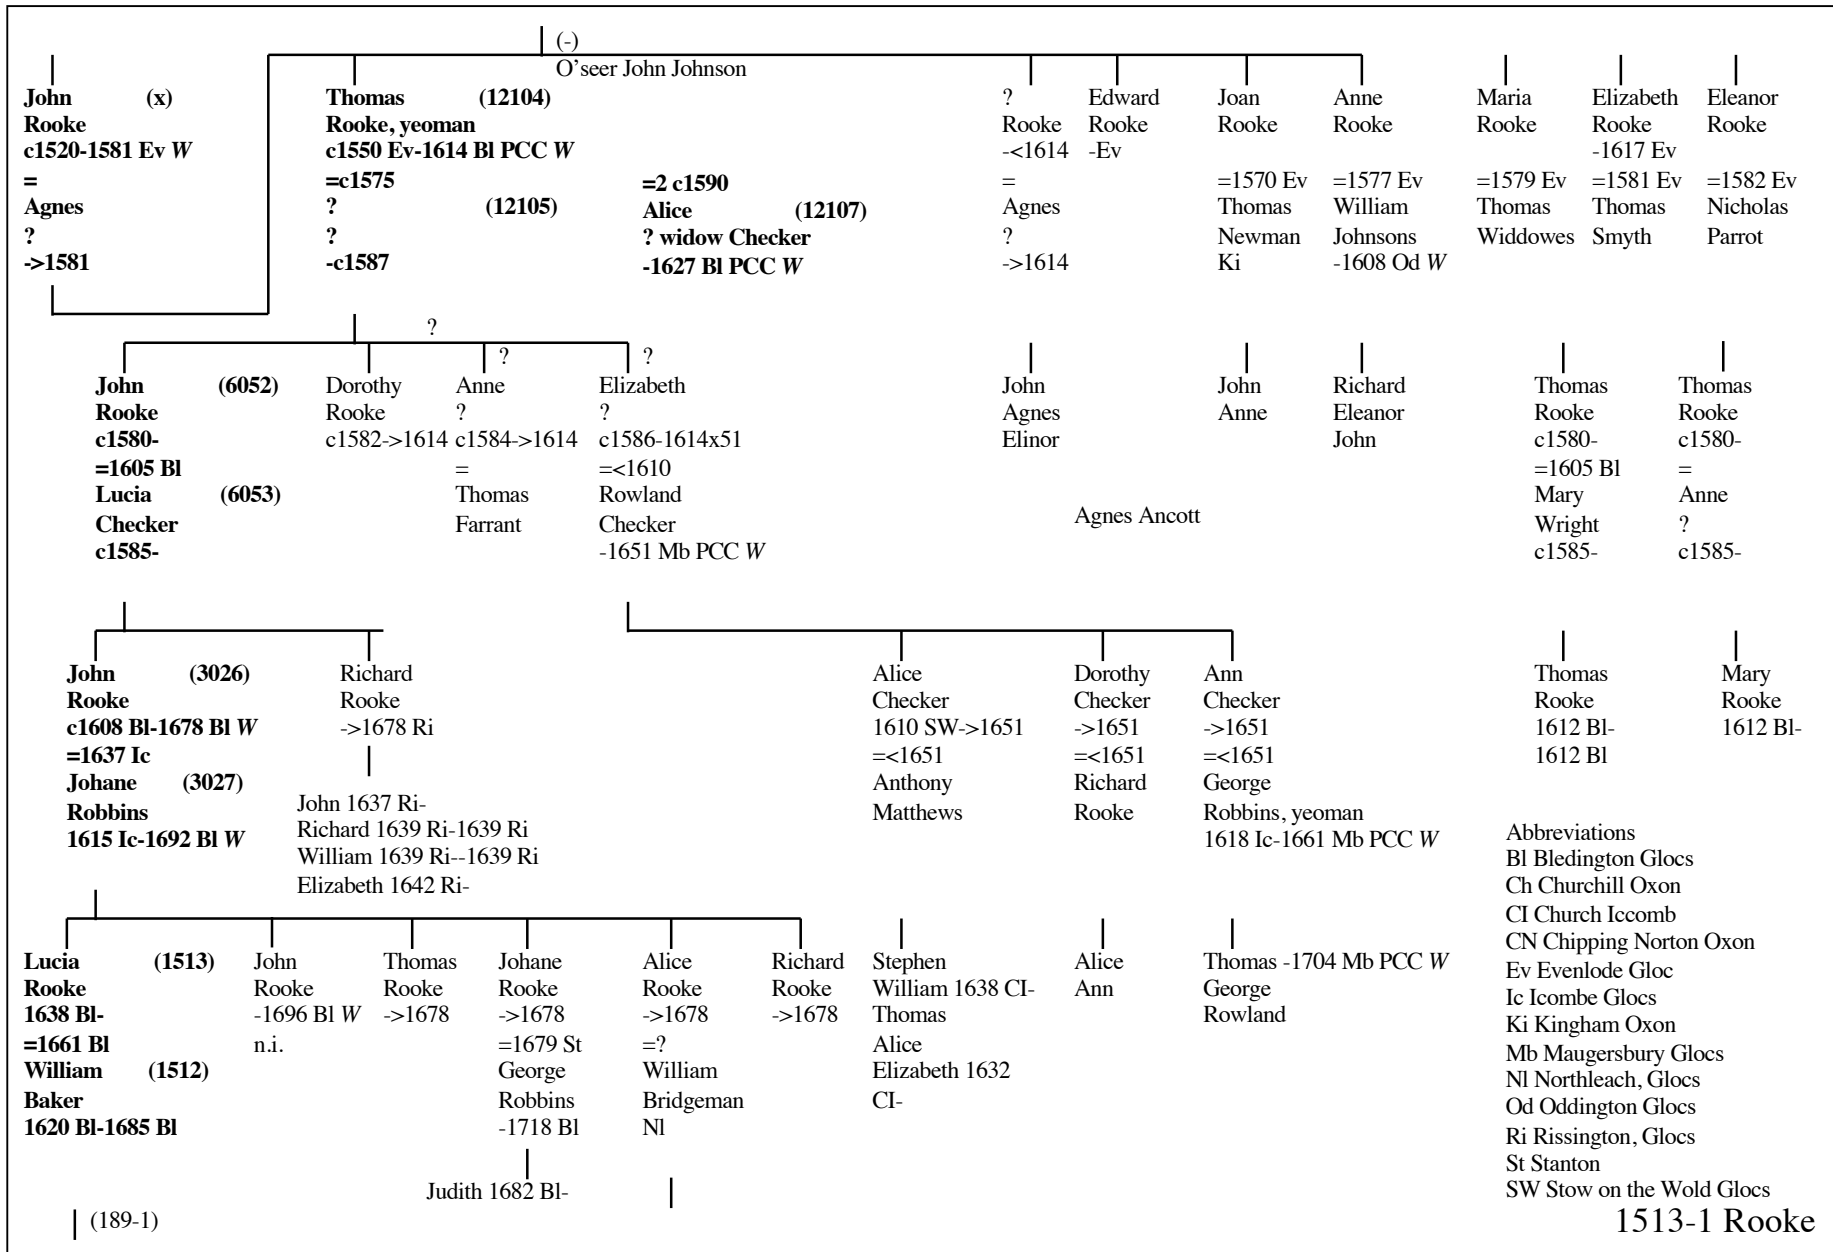 (-)
O'seer John Johnson
John (x)
Rooke
c1520-1581 Ev W
=
Agnes
?
->1581
Thomas (12104)
Rooke, yeoman
c1550 Ev-1614 Bl PCC W
=c1575
? (12105)
?
-c1587
=2 c1590
Alice (12107)
? widow Checker
-1627 Bl PCC W
?
Rooke
-<1614
=
Agnes
?
->1614
Edward
Rooke
-Ev
Joan
Rooke
=1570 Ev
Thomas
Newman
Ki
Anne
Rooke
=1577 Ev
William
Johnsons
-1608 Od W
Maria
Rooke
=1579 Ev
Thomas
Widdowes
Elizabeth
Rooke
-1617 Ev
=1581 Ev
Thomas
Smyth
Eleanor
Rooke
=1582 Ev
Nicholas
Parrot
?
? ?
John (6052)
Rooke
c1580-
=1605 Bl
Lucia (6053)
Checker
c1585-
Dorothy
Rooke
c1582->1614
Anne
?
c1584->1614
=
Thomas
Farrant
Elizabeth
?
c1586-1614x51
=<1610
Rowland
Checker
-1651 Mb PCC W
John
Agnes
Elinor
Agnes Ancott
John
Anne
Richard
Eleanor
John
Thomas
Rooke
c1580-
=1605 Bl
Mary
Wright
c1585-
Thomas
Rooke
c1580-
=
Anne
?
c1585-
John (3026)
Rooke
c1608 Bl-1678 Bl W
=1637 Ic
Johane (3027)
Robbins
1615 Ic-1692 Bl W
Richard
Rooke
->1678 Ri
John 1637 Ri-
Richard 1639 Ri-1639 Ri
William 1639 Ri--1639 Ri
Elizabeth 1642 Ri-
Alice
Checker
1610 SW->1651
=<1651
Anthony
Matthews
Dorothy
Checker
->1651
=<1651
Richard
Rooke
Ann
Checker
->1651
=<1651
George
Robbins, yeoman
1618 Ic-1661 Mb PCC W
Thomas
Rooke
1612 Bl-
1612 Bl
Mary
Rooke
1612 Bl-
Lucia (1513)
Rooke
1638 Bl-
=1661 Bl
William (1512)
Baker
1620 Bl-1685 Bl
John
Rooke
-1696 Bl W
n.i.
Thomas
Rooke
->1678
Johane
Rooke
->1678
=1679 St
George
Robbins
-1718 Bl
Judith 1682 Bl-
Alice
Rooke
->1678
=?
William
Bridgeman
Nl
Richard
Rooke
->1678
Stephen
William 1638 CI-
Thomas
Alice
Elizabeth 1632
CI-
Alice
Ann
Thomas -1704 Mb PCC W
George
Rowland
Abbreviations
Bl Bledington Glocs
Ch Churchill Oxon
CI Church Iccomb
CN Chipping Norton Oxon
Ev Evenlode Gloc
Ic Icombe Glocs
Ki Kingham Oxon
Mb Maugersbury Glocs
Nl Northleach, Glocs
Od Oddington Glocs
Ri Rissington, Glocs
St Stanton
SW Stow on the Wold Glocs
(189-1)
1513-1 Rooke